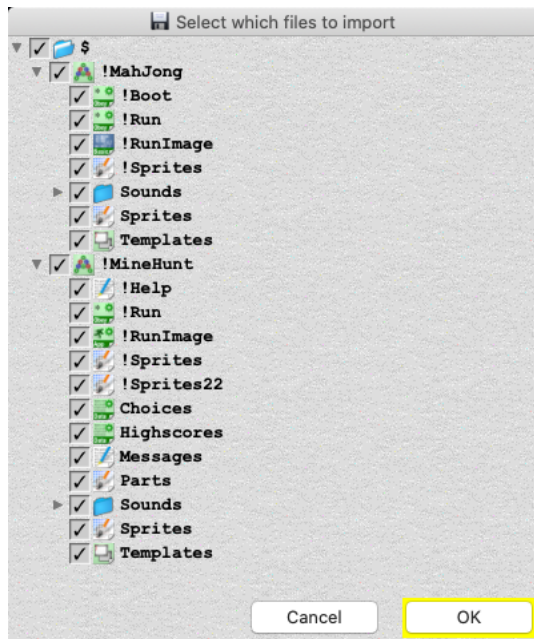 Select which files to import
$
!MahJong
!Boot
!Run
!RunImage
!Sprites
Sounds
Sprites
Templates
!MineHunt
!Help
!Run
!RunImage
!Sprites
!Sprites22
Choices
Highscores
Messages
Parts
Sounds
Sprites
Templates
Cancel OK